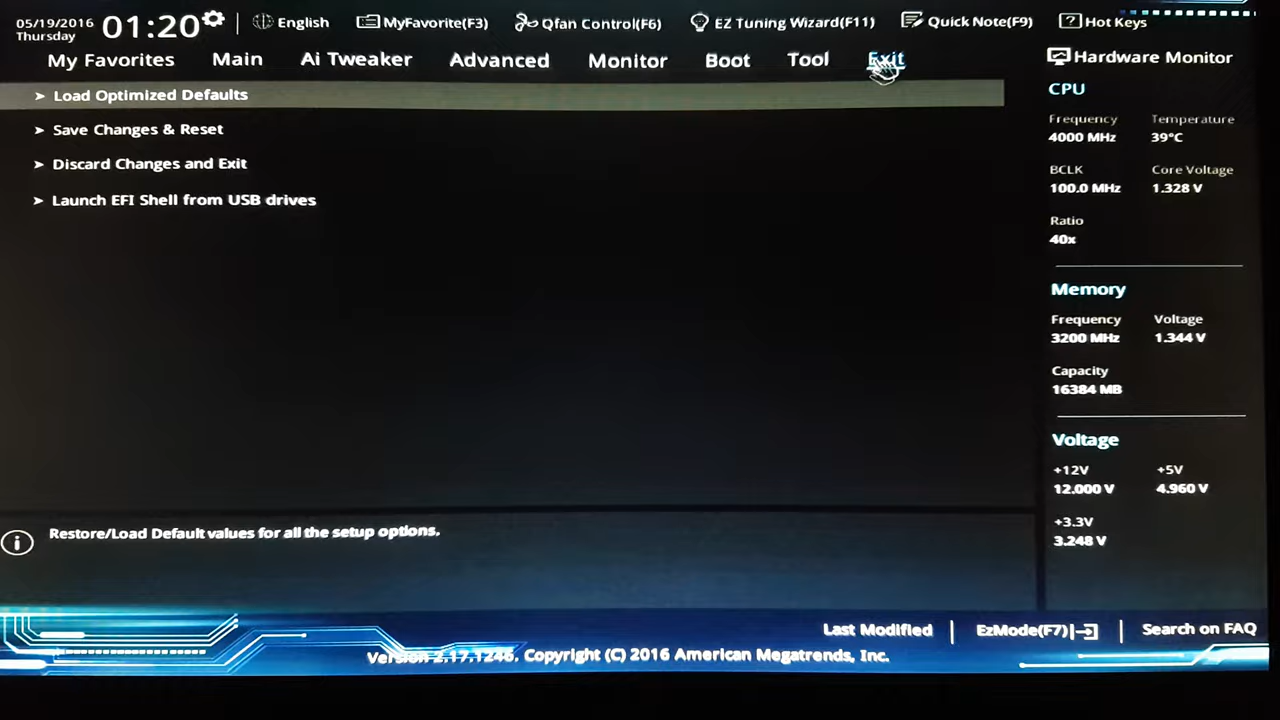 05/19/2016
Thursday
01:20
English
MyFavorite(F3)
Qfan Control(F6)
EZ Tuning Wizard(F11)
Quick Note(F9)
? Hot Keys
My Favorites
Main
Ai Tweaker
Advanced
Monitor
Boot
Tool
Exit
Load Optimized Defaults
Save Changes & Reset
Discard Changes and Exit
Launch EFI Shell from USB drives
Hardware Monitor
CPU
Frequency Temperature
4000 MHz 39°C
BCLK Core Voltage
100.0 MHz 1.328 V
Ratio
40x
Memory
Frequency Voltage
3200 MHz 1.344 V
Capacity
16384 MB
Voltage
+12V +5V
12.000 V 4.960 V
+3.3V
3.248 V
Restore/Load Default values for all the setup options.
Last Modified
EzMode(F7)
Search on FAQ
Version 2.17.1246. Copyright (C) 2016 American Megatrends, Inc.